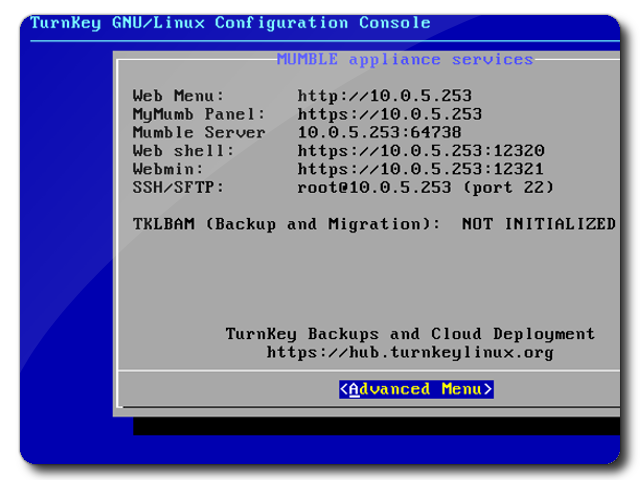 TurnKey GNU/Linux Configuration Console
MUMBLE appliance services
Web Menu: http://10.0.5.253
MyMumb Panel: https://10.0.5.253
Mumble Server 10.0.5.253:64738
Web shell: https://10.0.5.253:12320
Webmin: https://10.0.5.253:12321
SSH/SFTP: root@10.0.5.253 (port 22)
TKLBAM (Backup and Migration): NOT INITIALIZED
TurnKey Backups and Cloud Deployment
https://hub.turnkeylinux.org
<Advanced Menu>